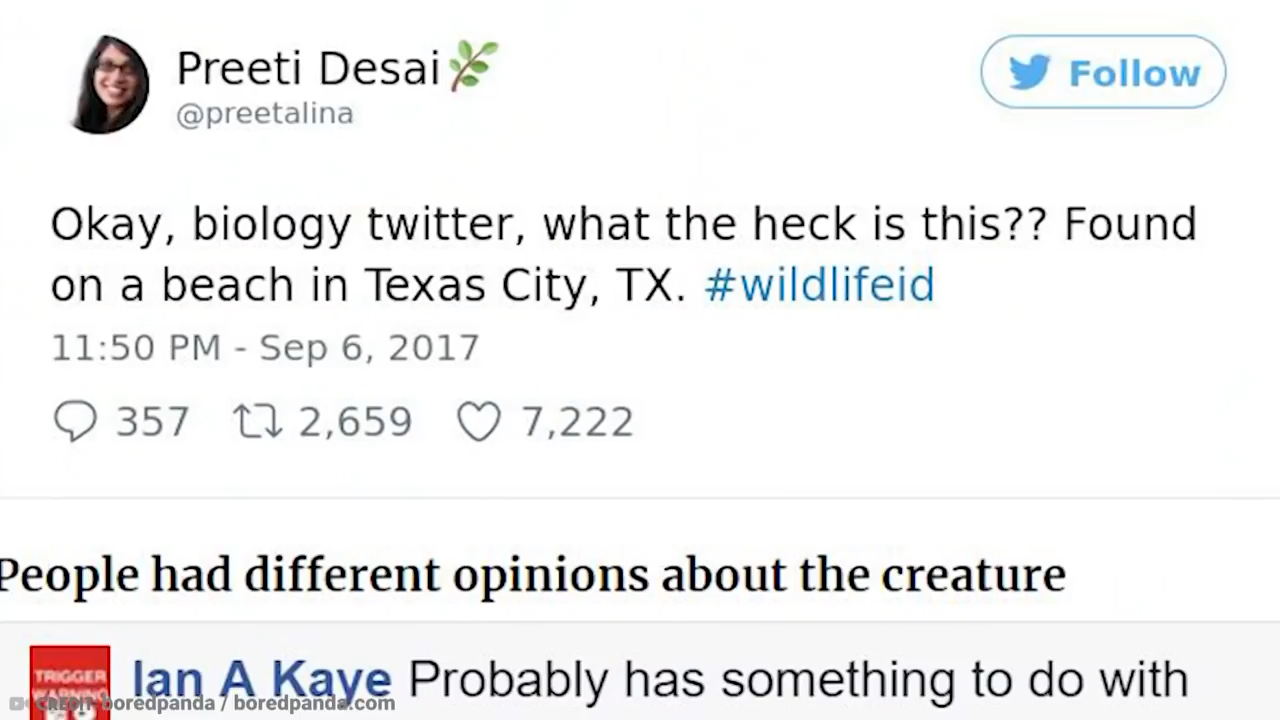 Preeti Desai🌿
@preetalina
Follow
Okay, biology twitter, what the heck is this?? Found
on a beach in Texas City, TX. #wildlifeid
11:50 PM - Sep 6, 2017
357 2,659 7,222
People had different opinions about the creature
TRIGGER
WARNING
Ian A Kaye Probably has something to do with
CREDIT: boredpanda / boredpanda.com